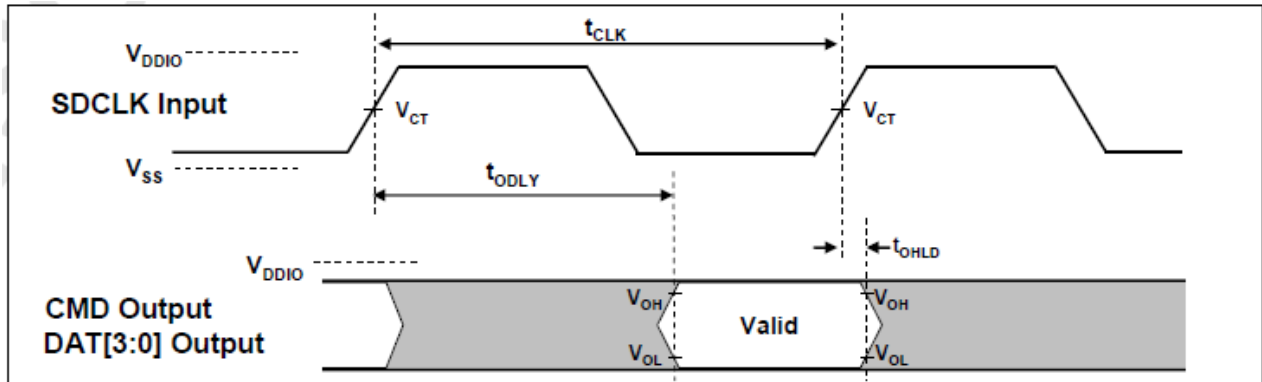 t_CLK
V_DDIO
SDCLK Input
V_CT
V_CT
V_SS
t_ODLY
t_OHLD
V_DDIO
CMD Output
DAT[3:0] Output
V_OH
V_OH
Valid
V_OL
V_OL